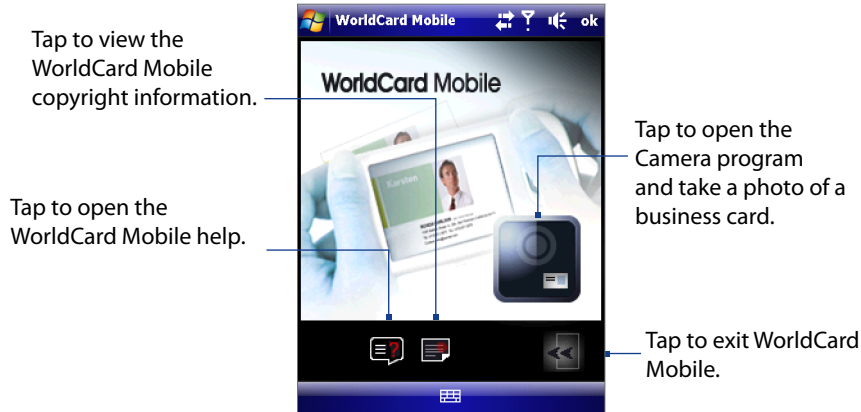 WorldCard Mobile
ok
Tap to view the
WorldCard Mobile
copyright information.
WorldCard Mobile
Tap to open the
Camera program
and take a photo of a
business card.
Karsten
Tap to open the
WorldCard Mobile help.
Tap to exit WorldCard
Mobile.